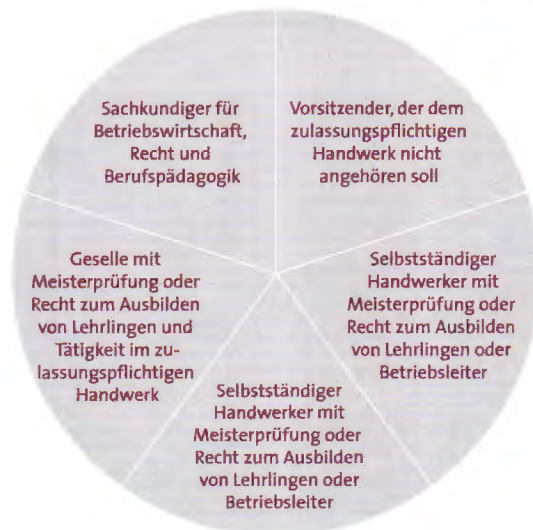 Sachkundiger für
Betriebswirtschaft,
Recht und
Berufspädagogik
Vorsitzender, der dem
zulassungspflichtigen
Handwerk nicht
angehören soll
Geselle mit
Meisterprüfung oder
Recht zum Ausbilden
von Lehrlingen und
Tätigkeit im zu-
lassungspflichtigen
Handwerk
Selbstständiger
Handwerker mit
Meisterprüfung oder
Recht zum Ausbilden
von Lehrlingen oder
Betriebsleiter
Selbstständiger
Handwerker mit
Meisterprüfung oder
Recht zum Ausbilden
von Lehrlingen oder
Betriebsleiter